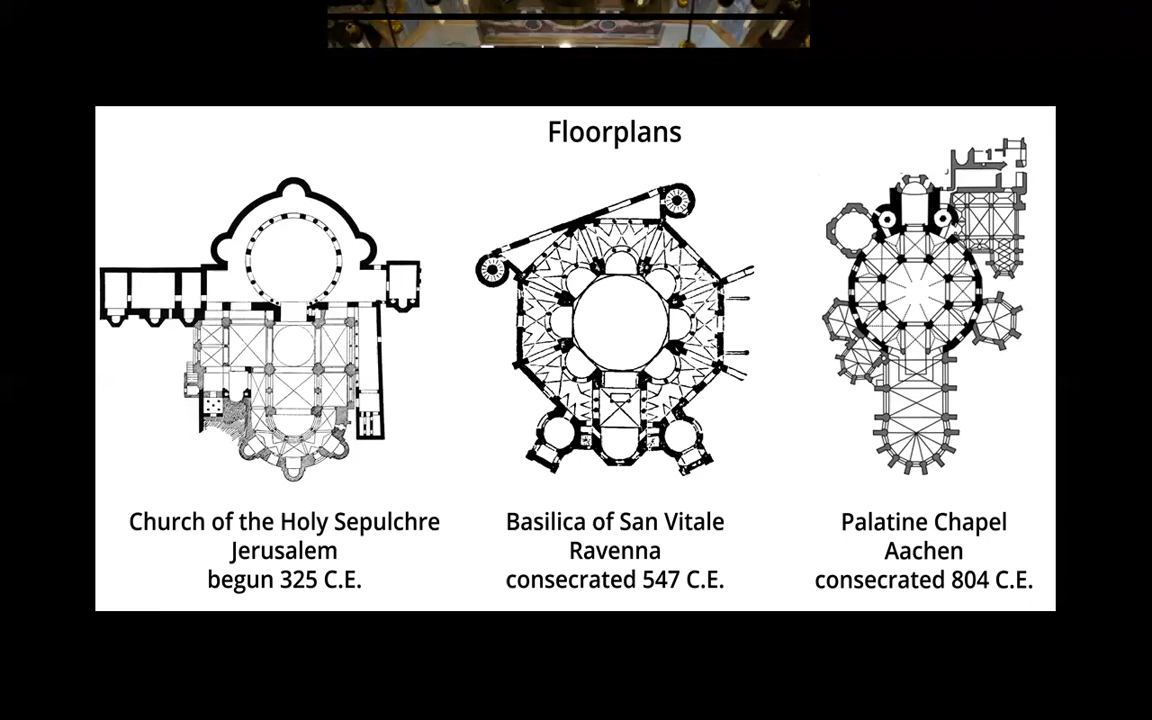 Floorplans
Church of the Holy Sepulchre
Jerusalem
begun 325 C.E.
Basilica of San Vitale
Ravenna
consecrated 547 C.E.
Palatine Chapel
Aachen
consecrated 804 C.E.